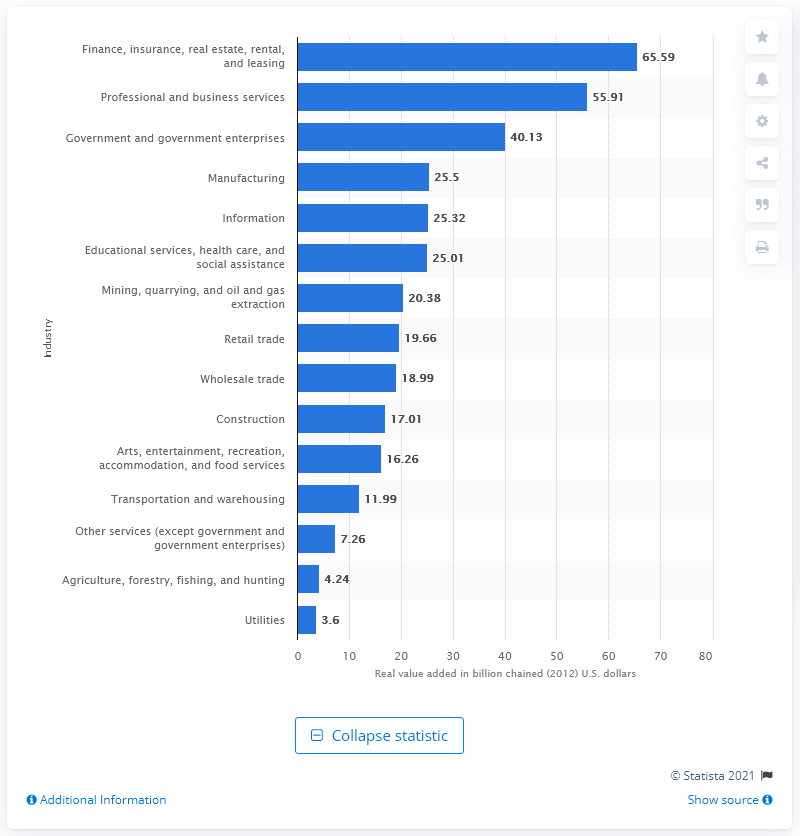 Finance, insurance, real estate, rental,
and leasing
65.59
Professional and business services
55.91
Government and government enterprises
40.13
Manufacturing
25.5
Information
25.32
Educational services, health care, and
social assistance
25.01
Mining, quarrying, and oil and gas
extraction
20.38
Retail trade
19.66
Wholesale trade
18.99
Construction
17.01
Arts, entertainment, recreation,
accommodation, and food services
16.26
Transportation and warehousing
11.99
Other services (except government and
government enterprises)
7.26
Agriculture, forestry, fishing, and hunting
4.24
Utilities
3.6
Industry
0 10 20 30 40 50 60 70 80
Real value added in billion chained (2012) U.S. dollars
Collapse statistic
© Statista 2021
Additional Information
Show source